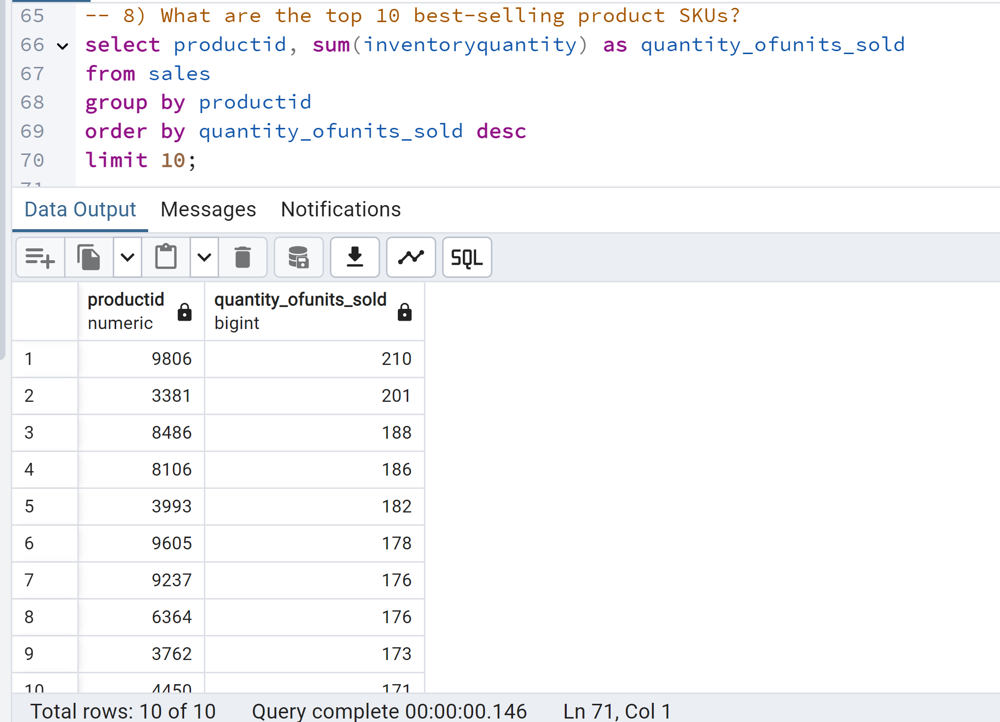 65 -- 8) What are the top 10 best-selling product SKUs?
66 select productid, sum(inventoryquantity) as quantity_ofunits_sold
67 from sales
68 group by productid
69 order by quantity_ofunits_sold desc
70 limit 10;
71
Data Output Messages Notifications
SQL
productid quantity_ofunits_sold
numeric bigint
1 9806 210
2 3381 201
3 8486 188
4 8106 186
5 3993 182
6 9605 178
7 9237 176
8 6364 176
9 3762 173
10 4450 171
Total rows: 10 of 10 Query complete 00:00:00.146 Ln 71, Col 1